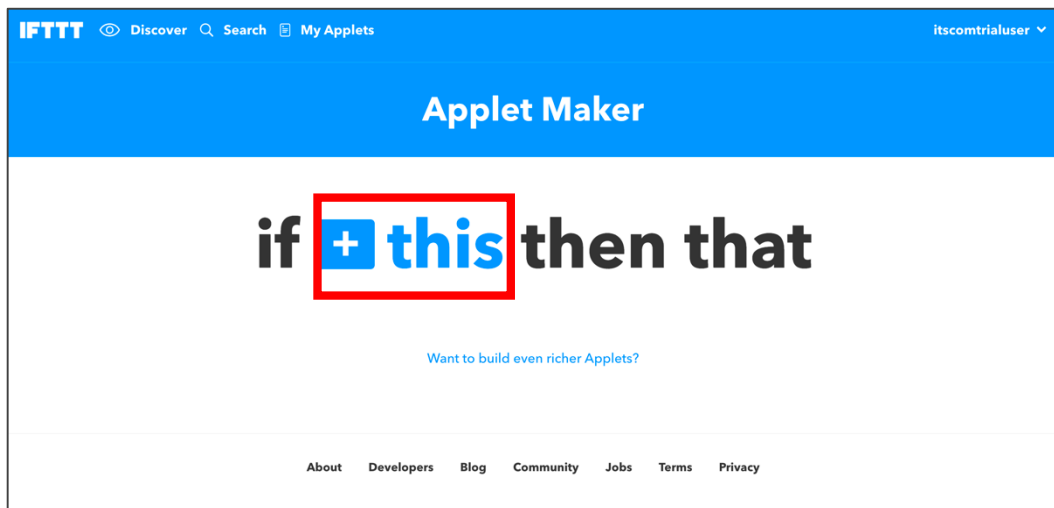 IFTTT Discover Search My Applets itscomtrialuser
Applet Maker
if + this then that
Want to build even richer Applets?
About Developers Blog Community Jobs Terms Privacy